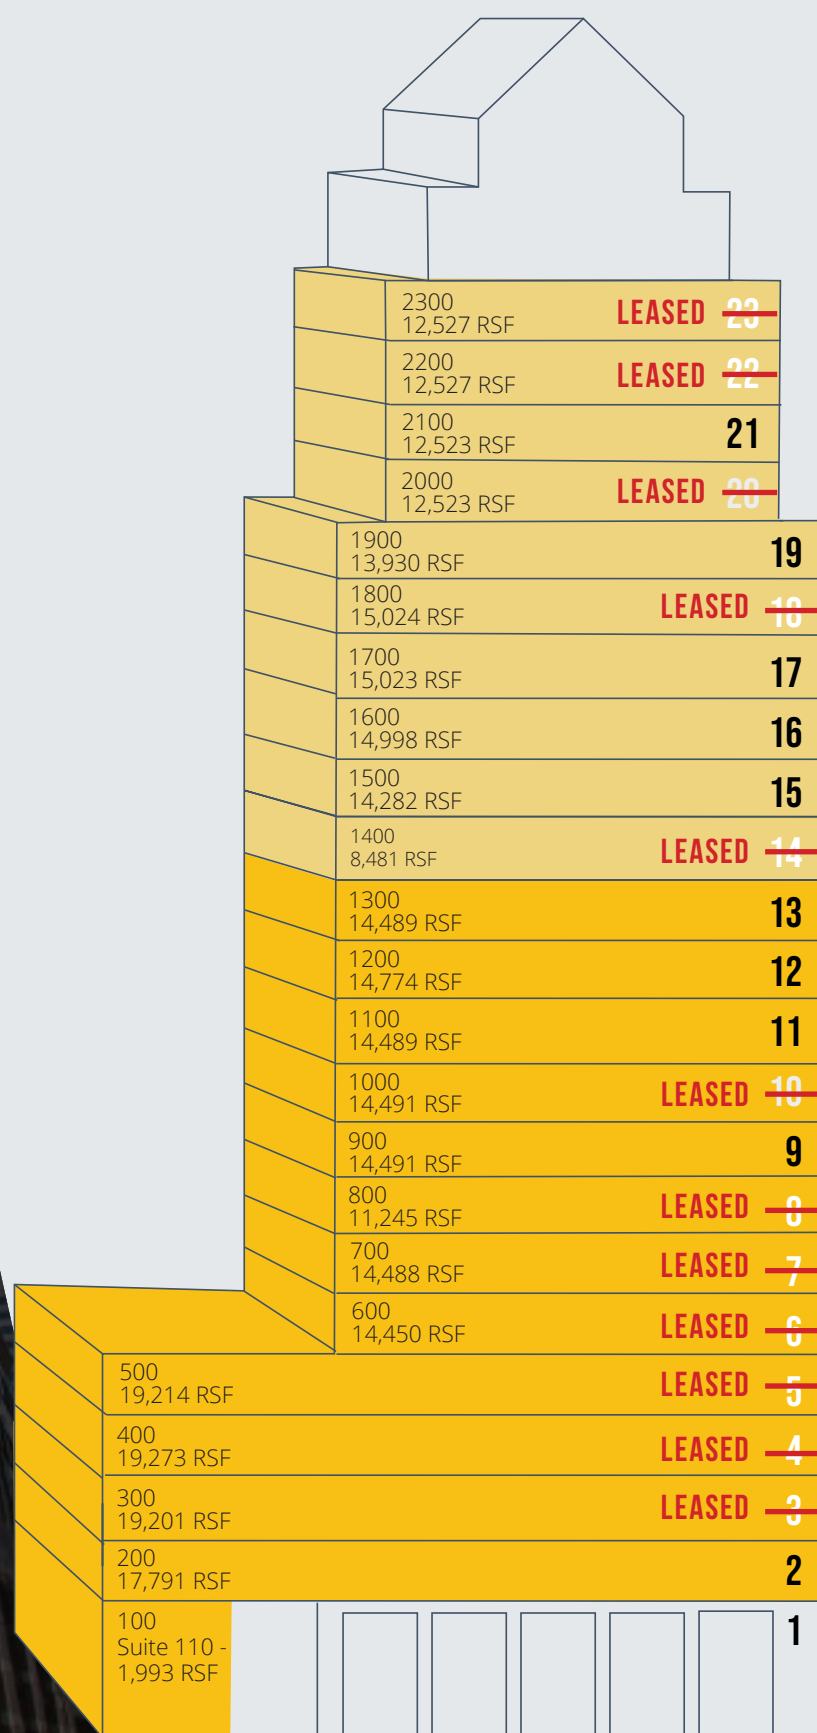 2300
12,527 RSF
LEASED 23
2200
12,527 RSF
LEASED 22
2100
12,523 RSF
21
2000
12,523 RSF
LEASED 20
1900
13,930 RSF
19
1800
15,024 RSF
LEASED 18
1700
15,023 RSF
17
1600
14,998 RSF
16
1500
14,282 RSF
15
1400
8,481 RSF
LEASED 14
1300
14,489 RSF
13
1200
14,774 RSF
12
1100
14,489 RSF
11
1000
14,491 RSF
LEASED 10
900
14,491 RSF
9
800
11,245 RSF
LEASED 8
700
14,488 RSF
LEASED 7
600
14,450 RSF
LEASED 6
500
19,214 RSF
LEASED 5
400
19,273 RSF
LEASED 4
300
19,201 RSF
LEASED 3
200
17,791 RSF
2
100
Suite 110 -
1,993 RSF
1